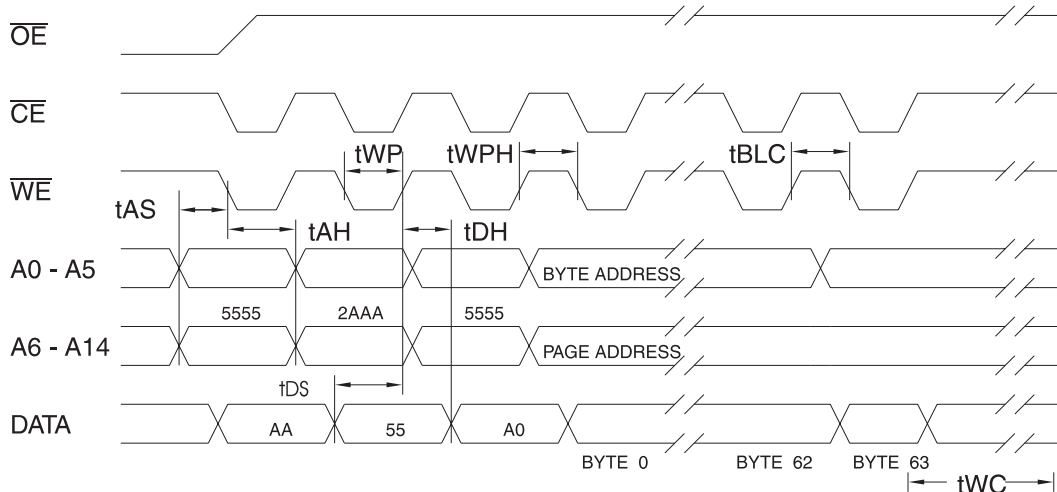 OE
CE
tWP tWPH tBLC
WE
tAS
tAH tDH
A0 - A5 BYTE ADDRESS
5555 2AAA 5555
A6 - A14 PAGE ADDRESS
tDS
DATA AA 55 A0
BYTE 0 BYTE 62 BYTE 63
tWC